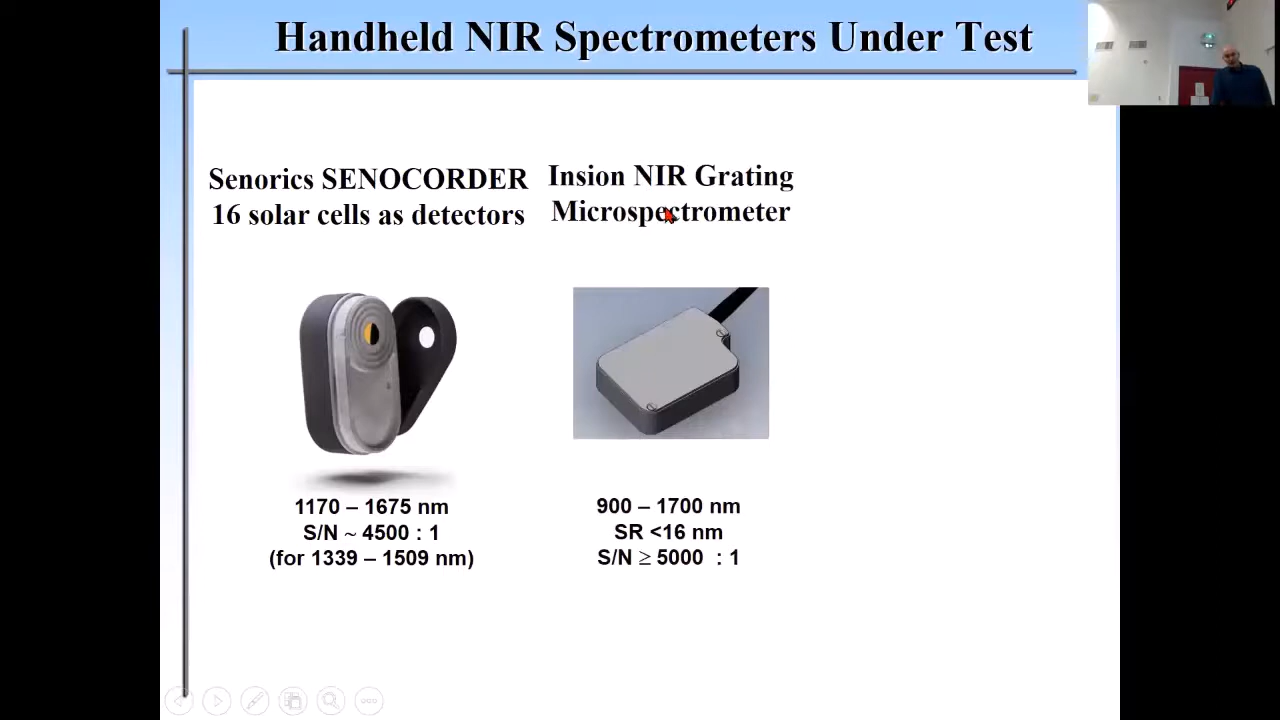 Handheld NIR Spectrometers Under Test
Senorics SENOCORDER
16 solar cells as detectors
Insion NIR Grating
Microspectrometer
1170 – 1675 nm
S/N ~ 4500 : 1
(for 1339 – 1509 nm)
900 – 1700 nm
SR <16 nm
S/N ≥ 5000 : 1